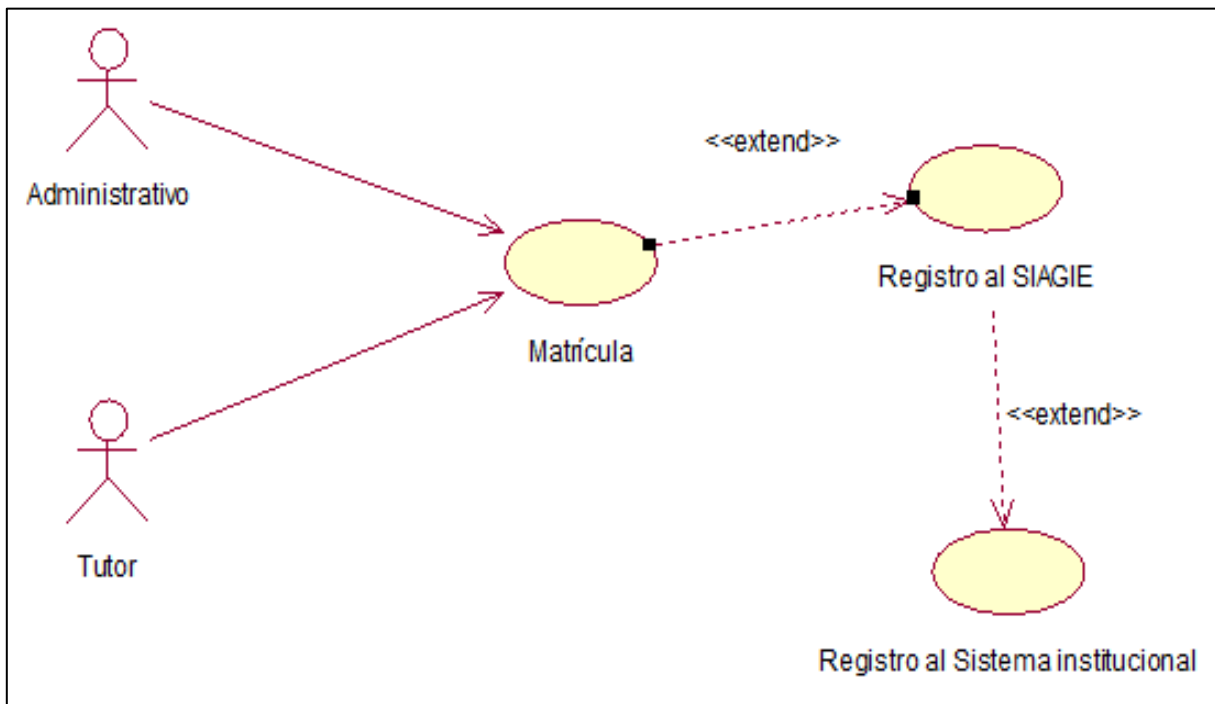 Administrativo
<<extend>>
Registro al SIAGIE
Matrícula
<<extend>>
Tutor
Registro al Sistema institucional